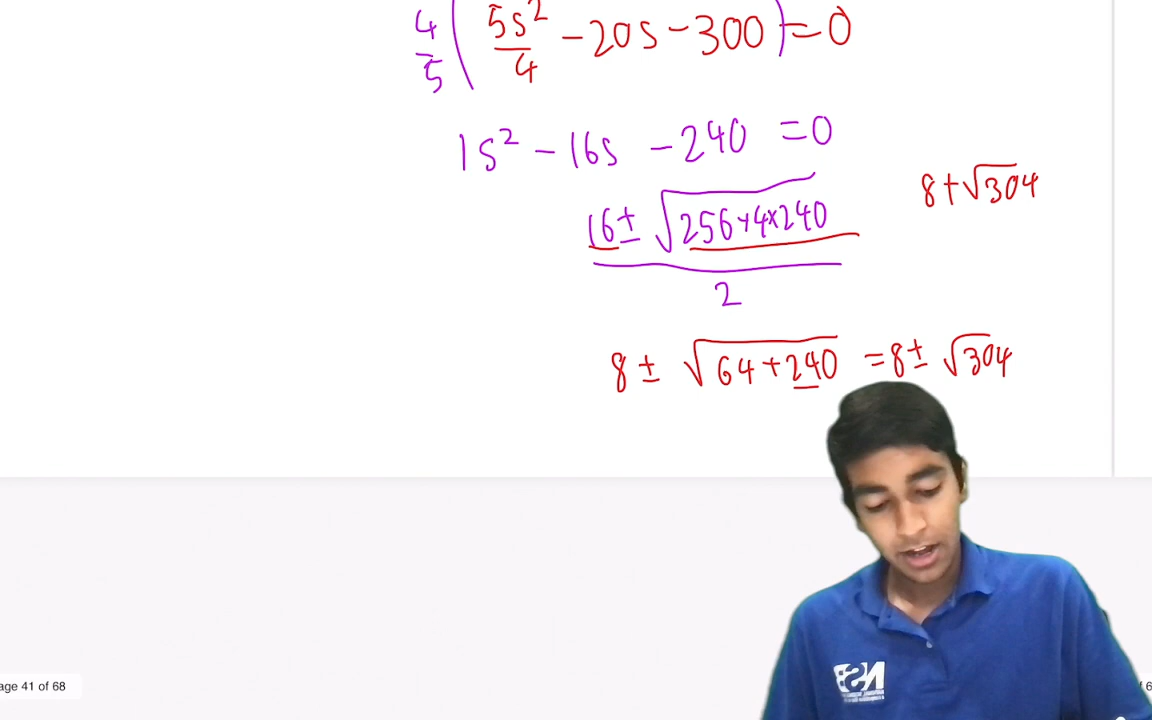 4/5 ( 5s²/4 − 20s − 300 ) = 0
1s² − 16s − 240 = 0
8 + √304
16 ± √256 + 4×240
2
8 ± √64 + 240 = 8 ± √304
age 41 of 68